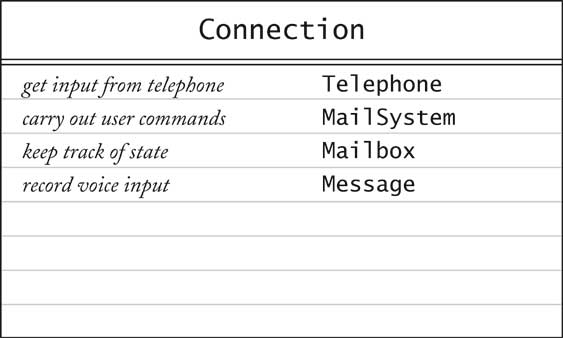 Connection
get input from telephone Telephone
carry out user commands MailSystem
keep track of state Mailbox
record voice input Message